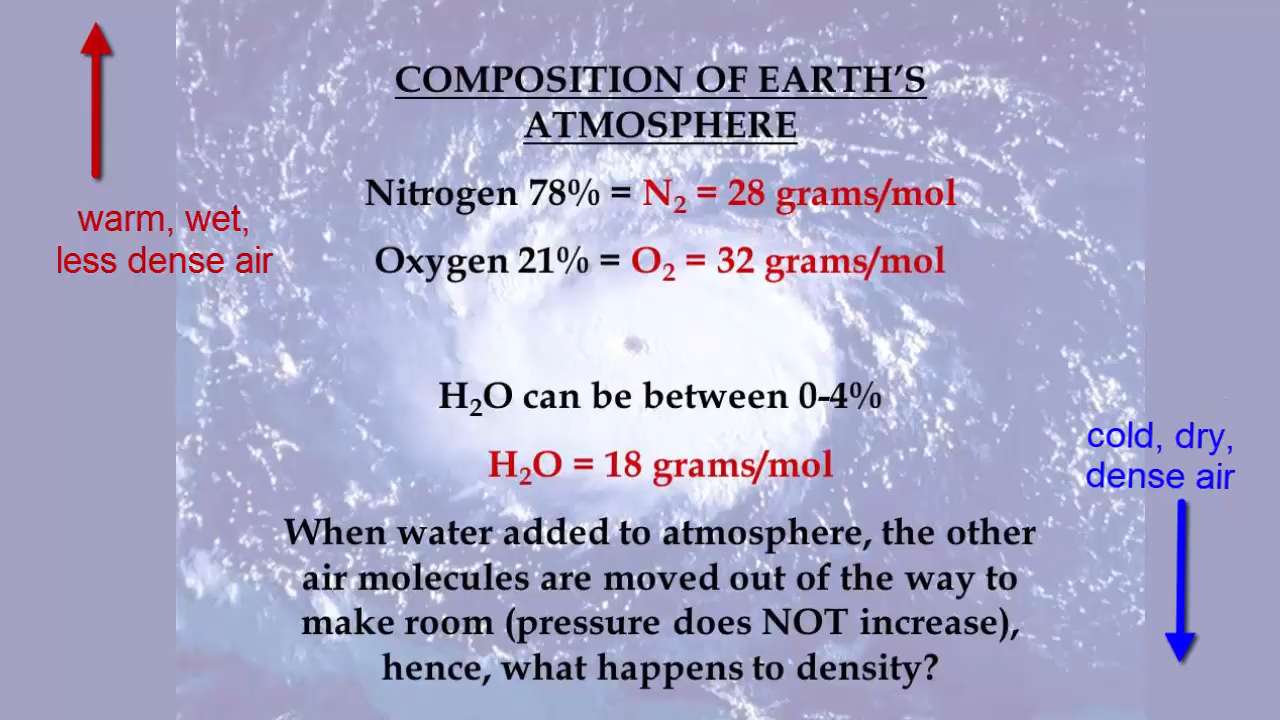 COMPOSITION OF EARTH’S
ATMOSPHERE
Nitrogen 78% = N₂ = 28 grams/mol
warm, wet,
less dense air
Oxygen 21% = O₂ = 32 grams/mol
H₂O can be between 0-4%
cold, dry,
dense air
H₂O = 18 grams/mol
When water added to atmosphere, the other
air molecules are moved out of the way to
make room (pressure does NOT increase),
hence, what happens to density?